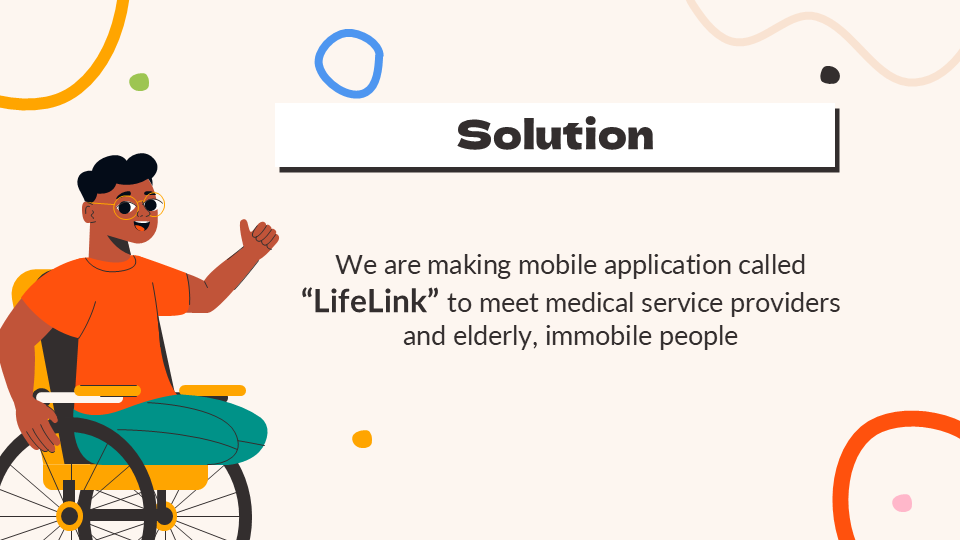 Solution
We are making mobile application called
“LifeLink” to meet medical service providers
and elderly, immobile people